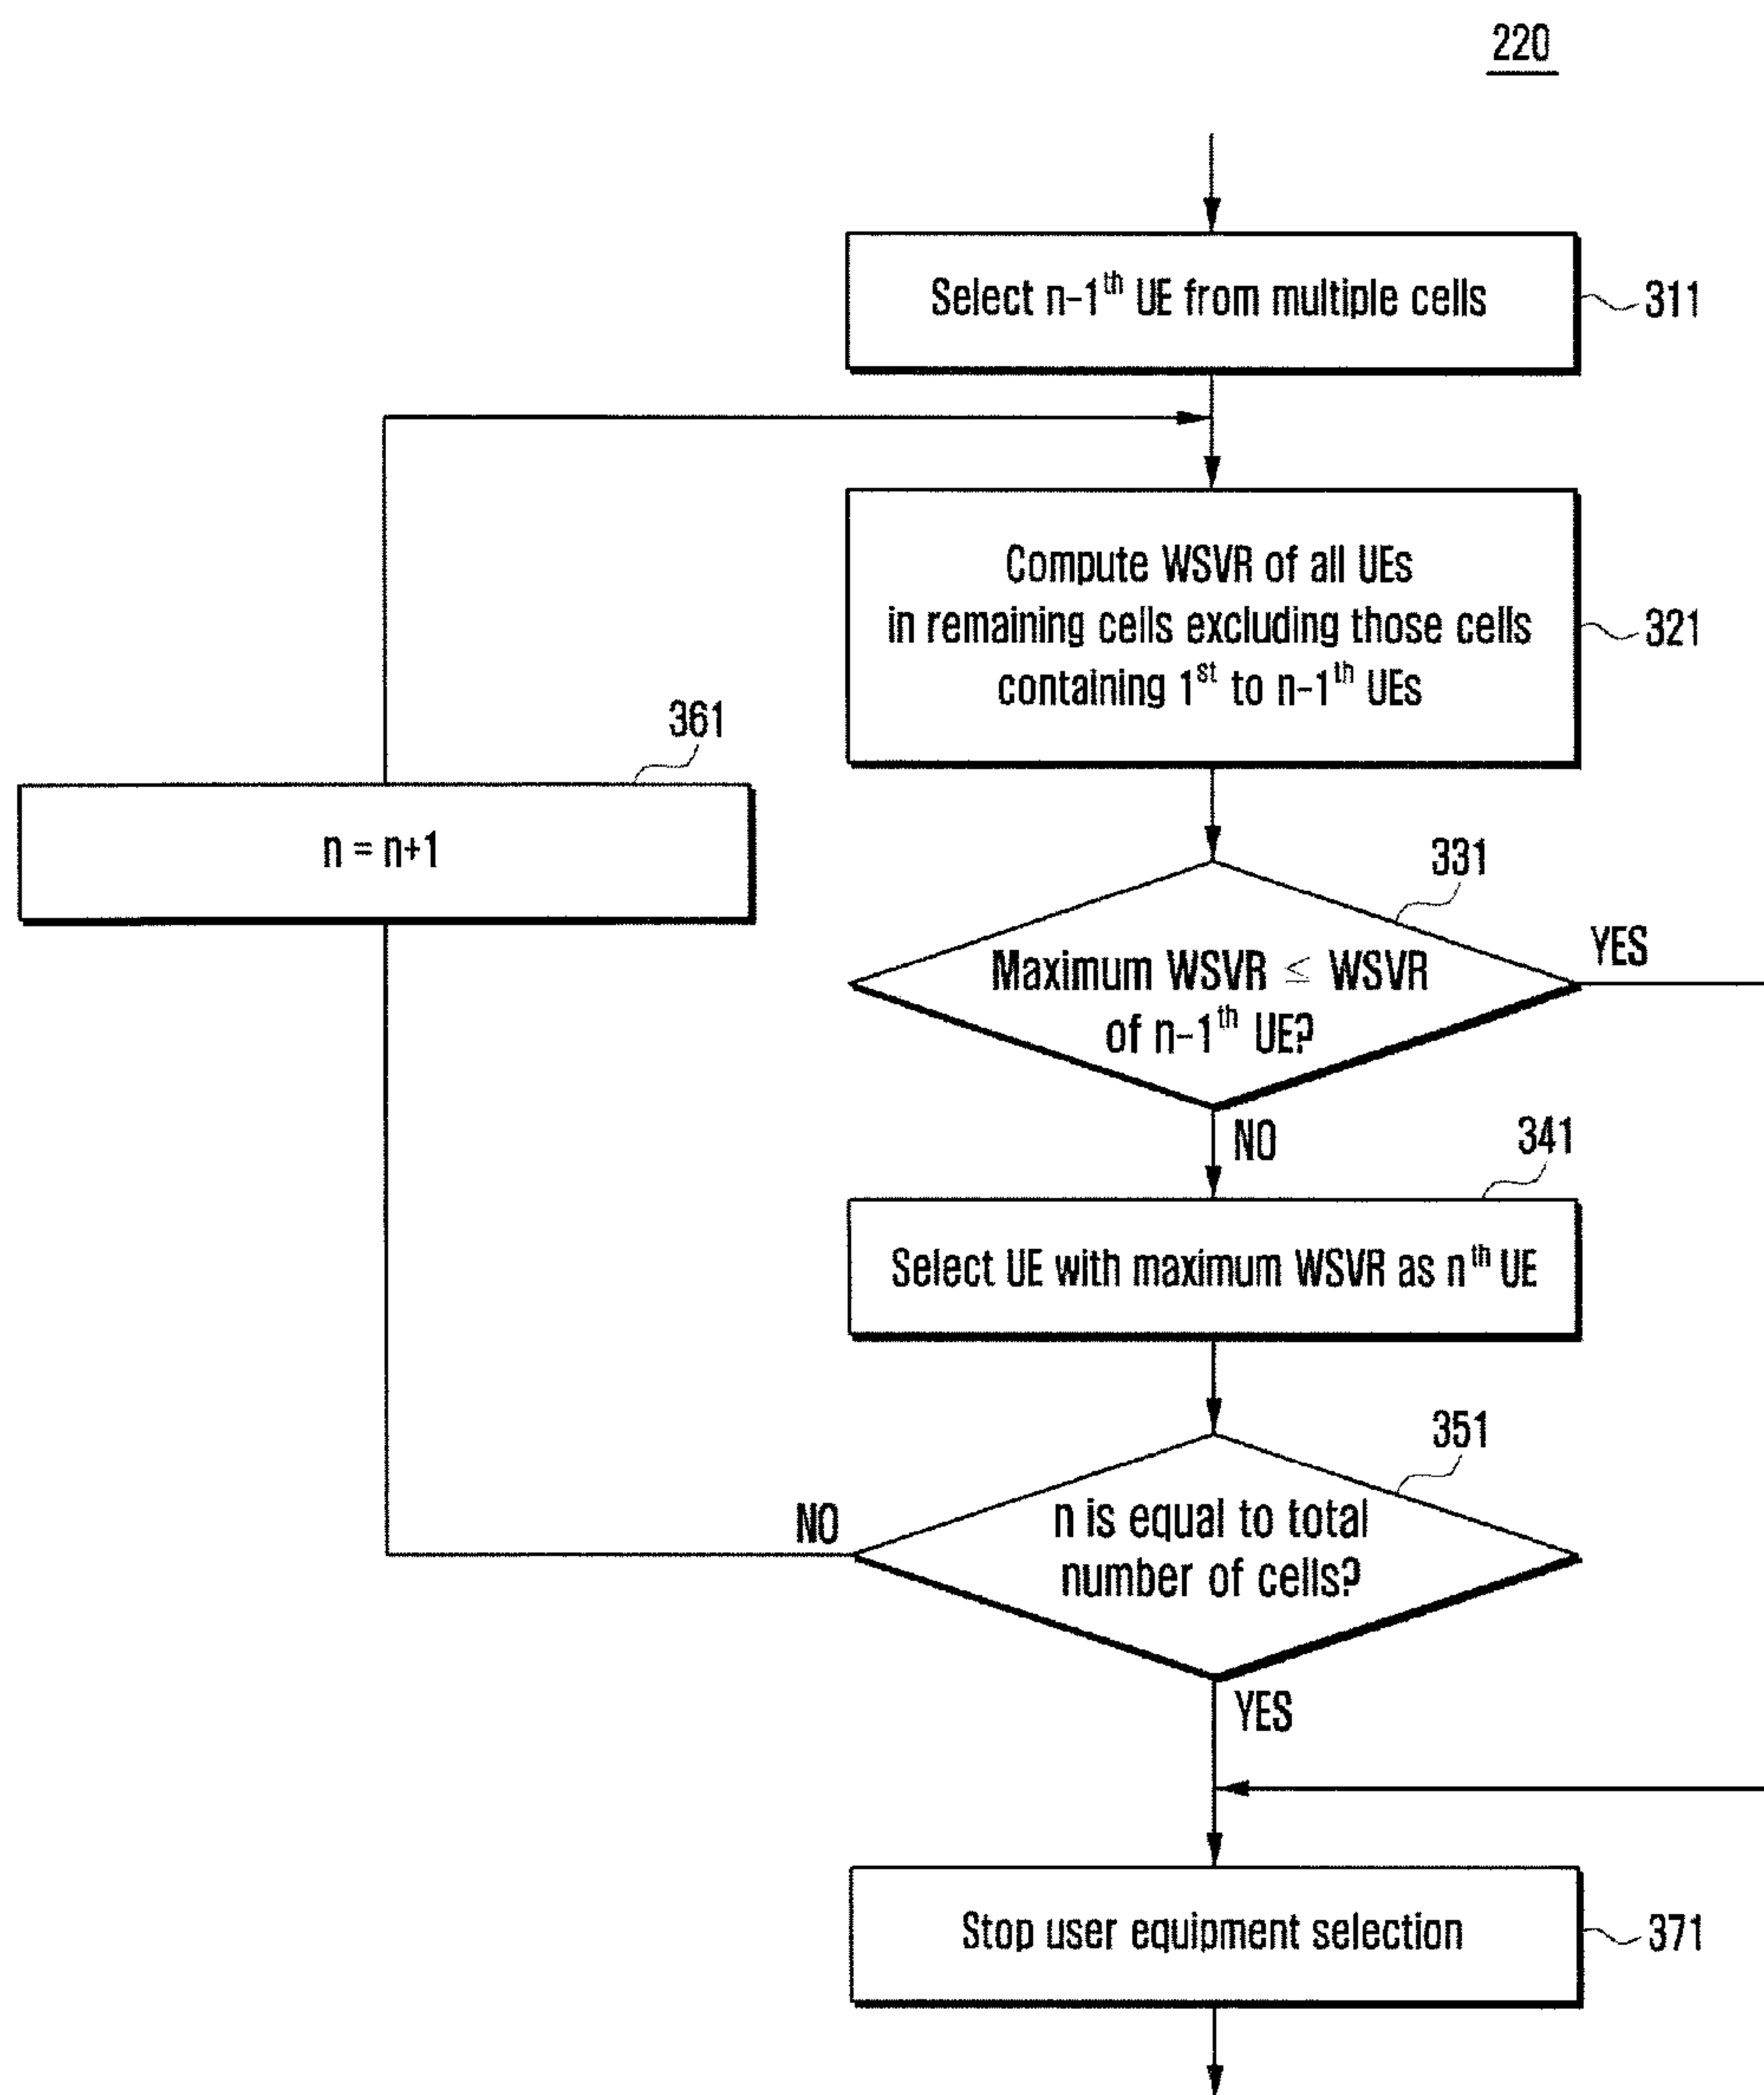 220
Select n-1th UE from multiple cells
311
Compute WSVR of all UEs
in remaining cells excluding those cells
containing 1st to n-1th UEs
321
361
n = n+1
331
Maximum WSVR ≤ WSVR
of n-1th UE?
YES
NO
341
Select UE with maximum WSVR as nth UE
351
n is equal to total
number of cells?
NO
YES
Stop user equipment selection
371